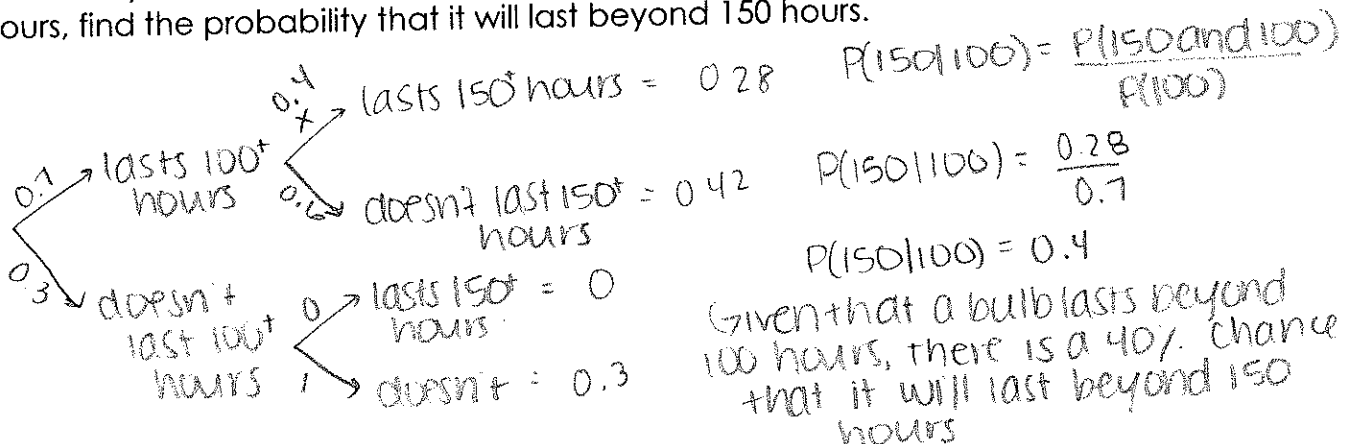 ours, find the probability that it will last beyond 150 hours.
0.7
lasts 100+
hours
0.4
x
lasts 150+ hours = 0 28
0.6
doesn't last 150+ = 0 42
hours
0.3
doesn't
last 100+
hours
0
lasts 150+ = 0
hours
1
doesn't = 0.3
P(150|100) = P(150 and 100)
P(100)
P(150|100) = 0.28
0.7
P(150|100) = 0.4
Given that a bulb lasts beyond
100 hours, there is a 40% chance
that it will last beyond 150
hours